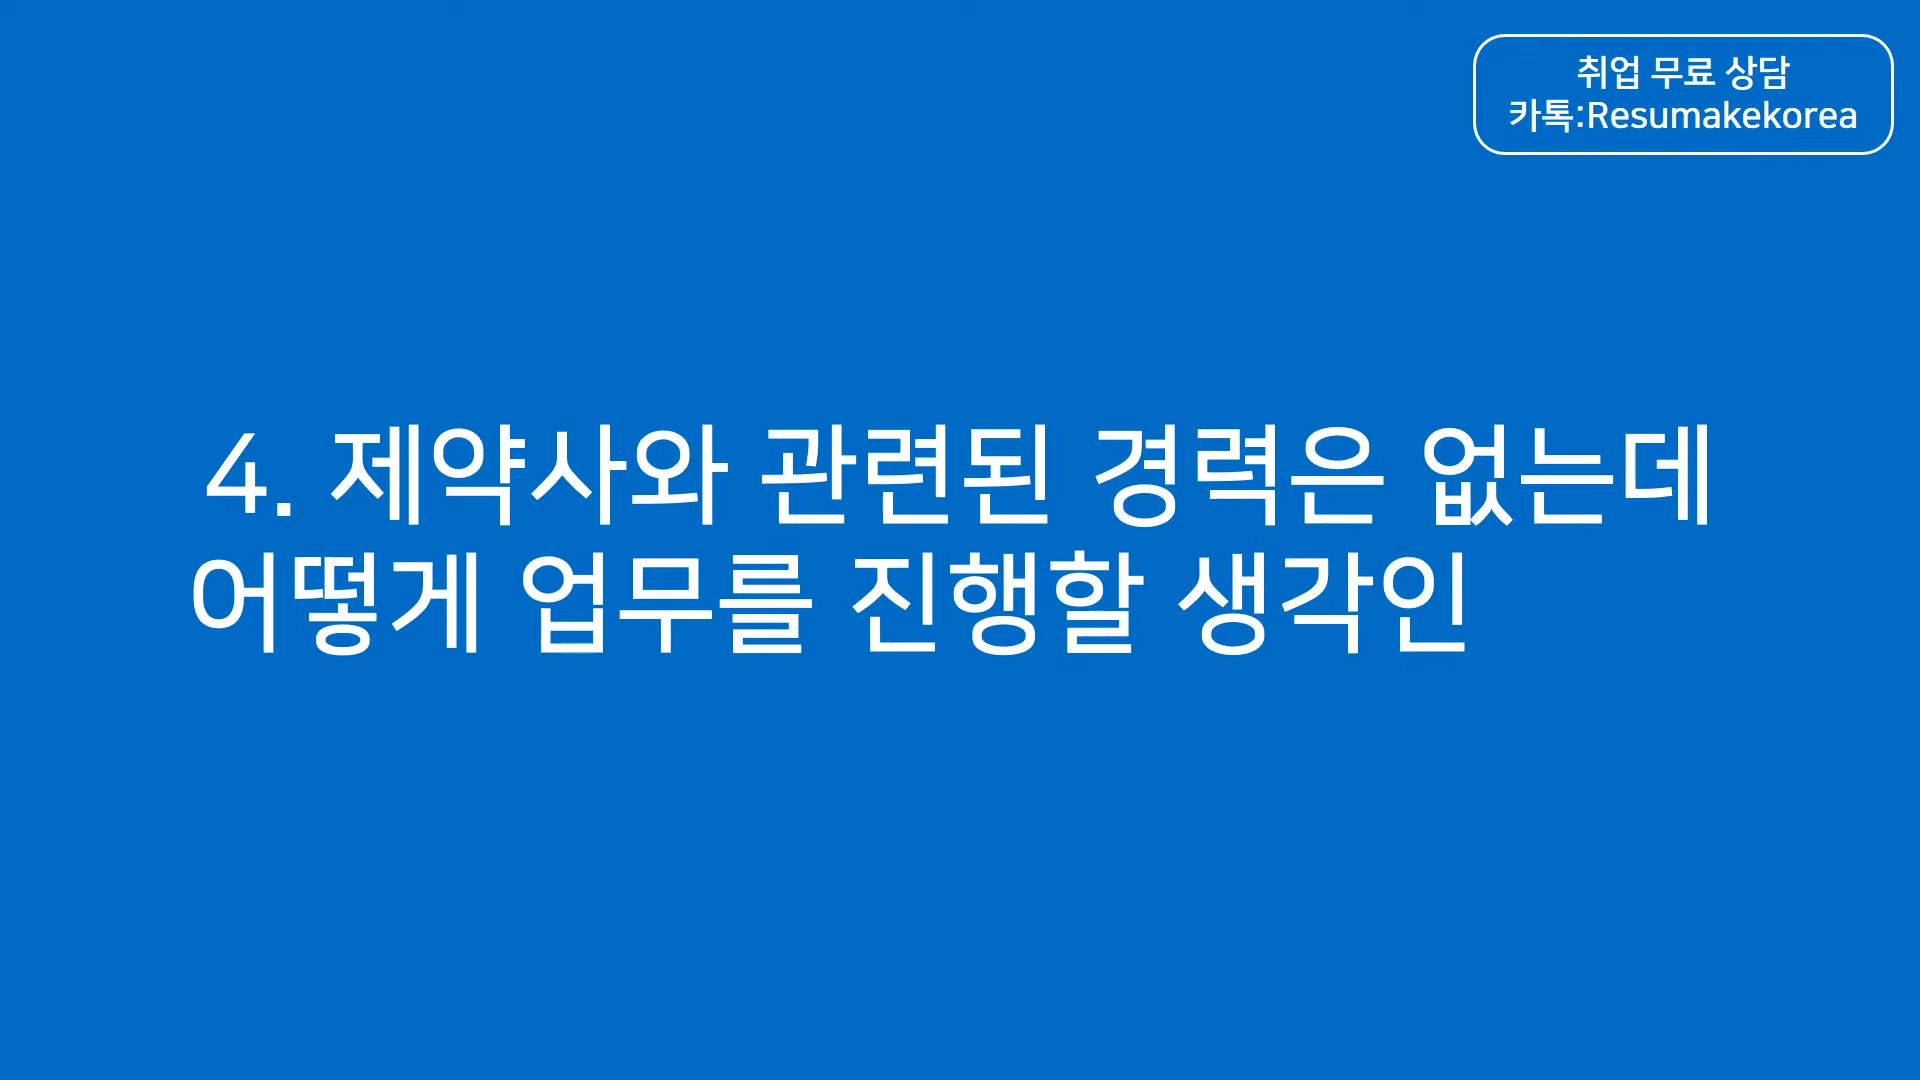 취업 무료 상담
카톡:Resumakekorea
4. 제약사와 관련된 경력은 없는데
어떻게 업무를 진행할 생각인